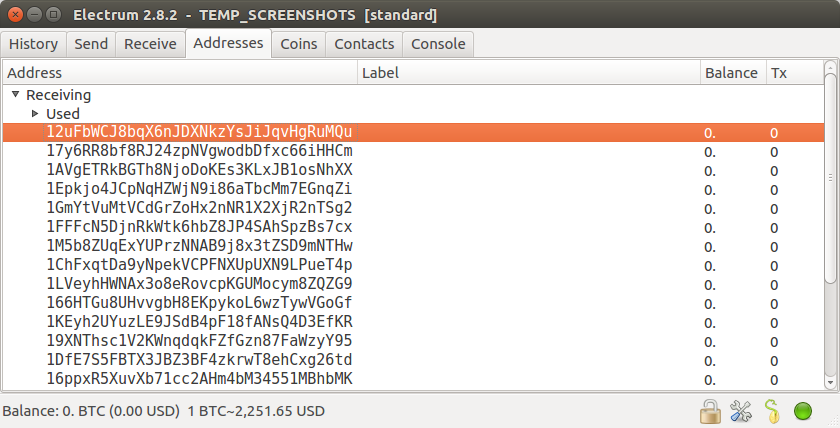 Electrum 2.8.2 - TEMP_SCREENSHOTS [standard]
History Send Receive Addresses Coins Contacts Console
Address Label Balance Tx
Receiving
Used
12uFbWCJ8bqX6nJDXNkzYsJiJqvHgRuMQu 0. 0
17y6RR8bf8RJ24zpNVgwodbDfxc66iHHCm 0. 0
1AVgETRkBGTh8NjoDoKEs3KLxJB1osNhXX 0. 0
1Epkjo4JCpNqHZWjN9i86aTbcMm7EGnqZi 0. 0
1GmYtVuMtVCdGrZoHx2nNR1X2XjR2nTSg2 0. 0
1FFFcN5DjnRkWtk6hbZ8JP4SAhSpzBs7cx 0. 0
1M5b8ZUqExYUPrzNNAB9j8x3tZSD9mNTHw 0. 0
1ChFxqtDa9yNpekVCPFNXUpUXN9LPueT4p 0. 0
1LVeyhHWNAx3o8eRovcpKGUMocym8ZQZG9 0. 0
166HTGu8UHvvgbH8EKpykoL6wzTywVGoGf 0. 0
1KEyh2UYuzLE9JSdB4pF18fANsQ4D3EfKR 0. 0
19XNThsc1V2KWnqdqkFZfGzn87FaWzyY95 0. 0
1DfE7S5FBTX3JBZ3BF4zkrwT8ehCxg26td 0. 0
16ppxR5XuvXb71cc2AHm4bM34551MBhbMK 0. 0
Balance: 0. BTC (0.00 USD) 1 BTC~2,251.65 USD